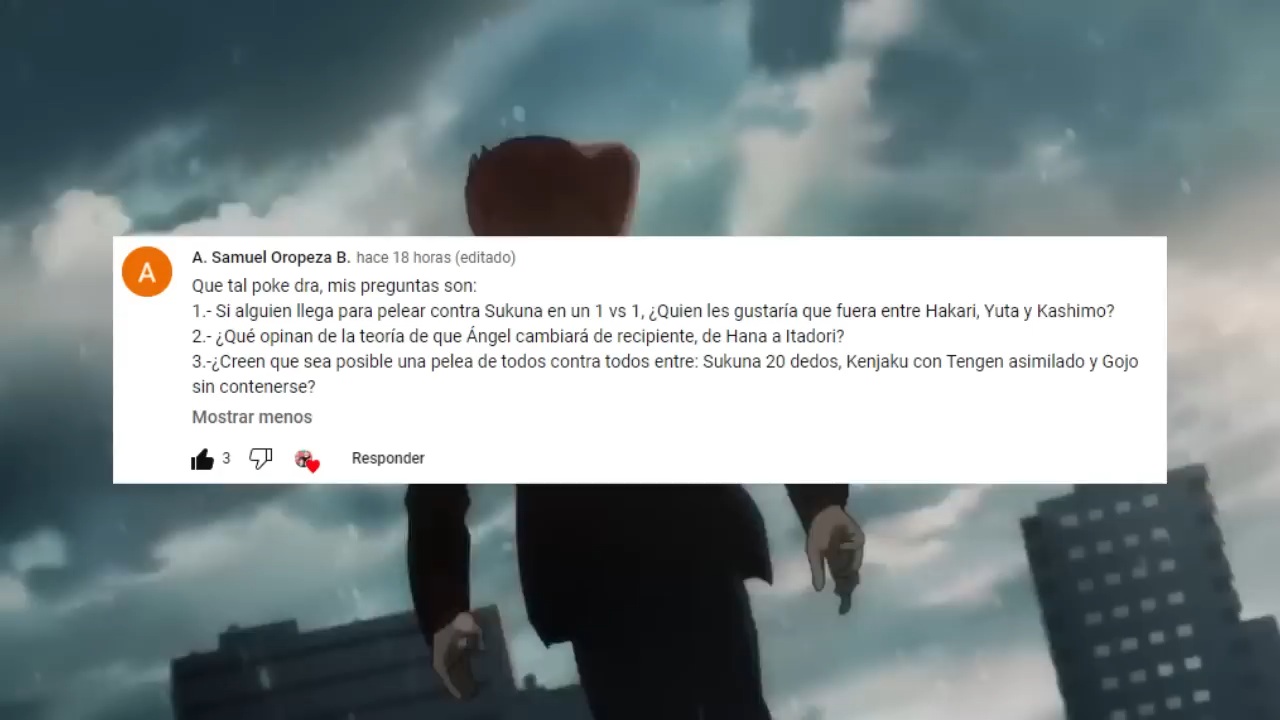 A
A. Samuel Oropeza B. hace 18 horas (editado)
Que tal poke dra, mis preguntas son:
1.- Si alguien llega para pelear contra Sukuna en un 1 vs 1, ¿Quien les gustaría que fuera entre Hakari, Yuta y Kashimo?
2.- ¿Qué opinan de la teoría de que Ángel cambiará de recipiente, de Hana a Itadori?
3.-¿Creen que sea posible una pelea de todos contra todos entre: Sukuna 20 dedos, Kenjaku con Tengen asimilado y Gojo
sin contenerse?
Mostrar menos
3 Responder